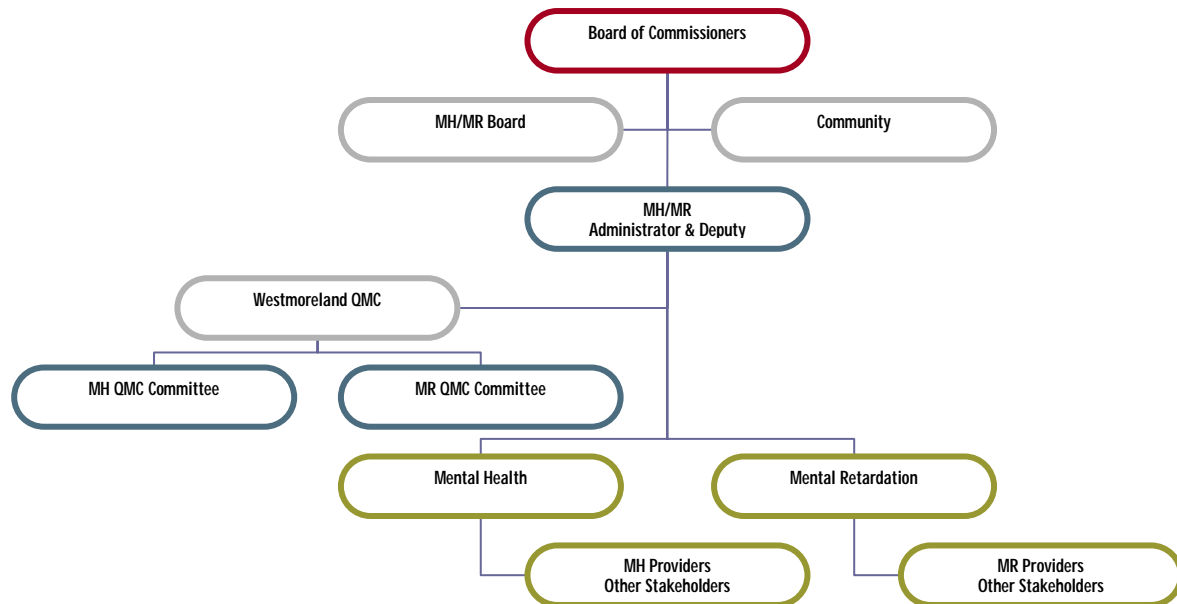 Board of Commissioners
MH/MR Board
Community
MH/MR
Administrator & Deputy
Westmoreland QMC
MH QMC Committee
MR QMC Committee
Mental Health
Mental Retardation
MH Providers
Other Stakeholders
MR Providers
Other Stakeholders